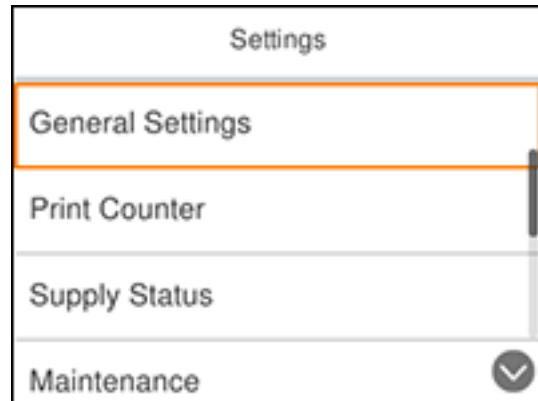 Settings
General Settings
Print Counter
Supply Status
Maintenance